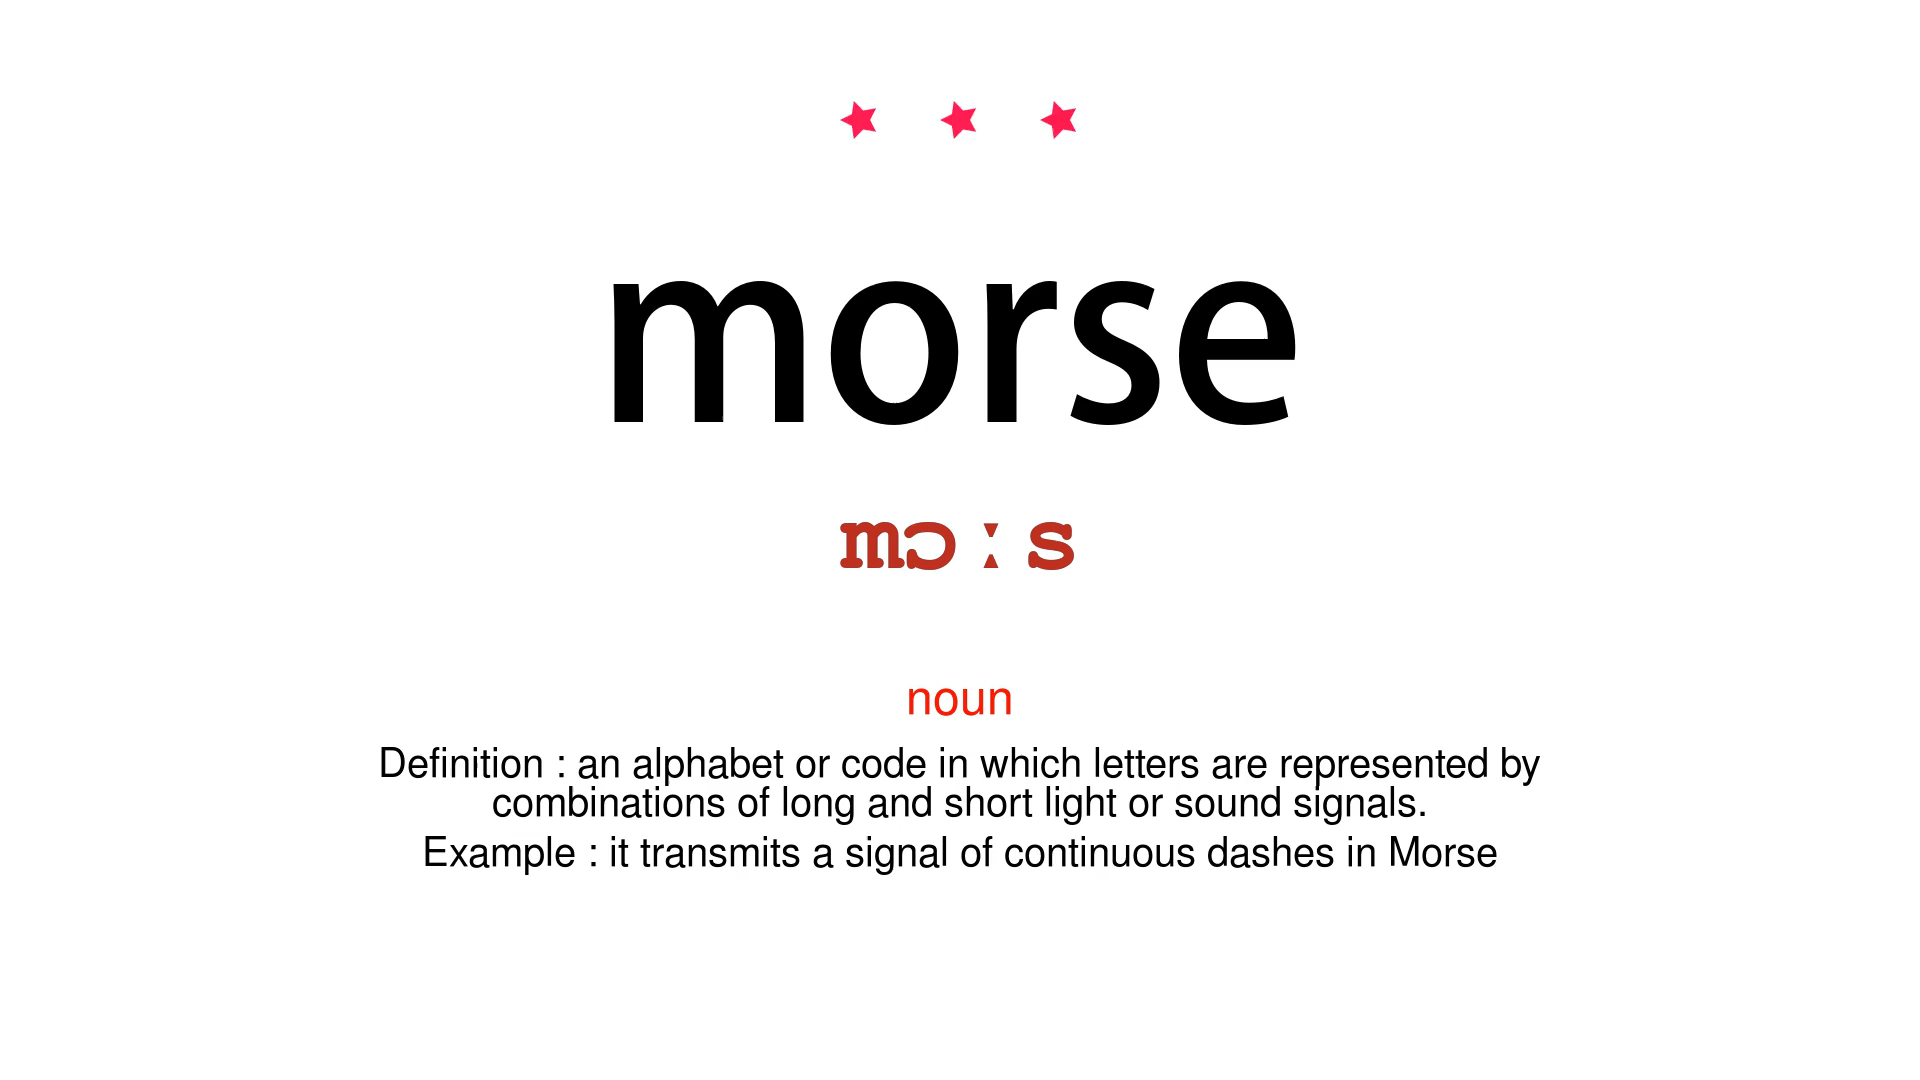 morse
mɔːs
noun
Definition : an alphabet or code in which letters are represented by
combinations of long and short light or sound signals.
Example : it transmits a signal of continuous dashes in Morse